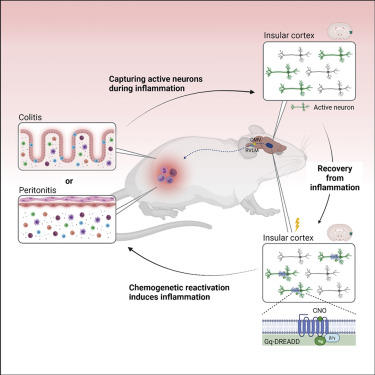 Insular cortex
Capturing active neurons
during inflammation
Active neuron
Colitis
DMV
RVLM
or
Peritonitis
Recovery
from
inflammation
Insular cortex
Chemogenetic reactivation
induces inflammation
CNO
Gq-DREADD